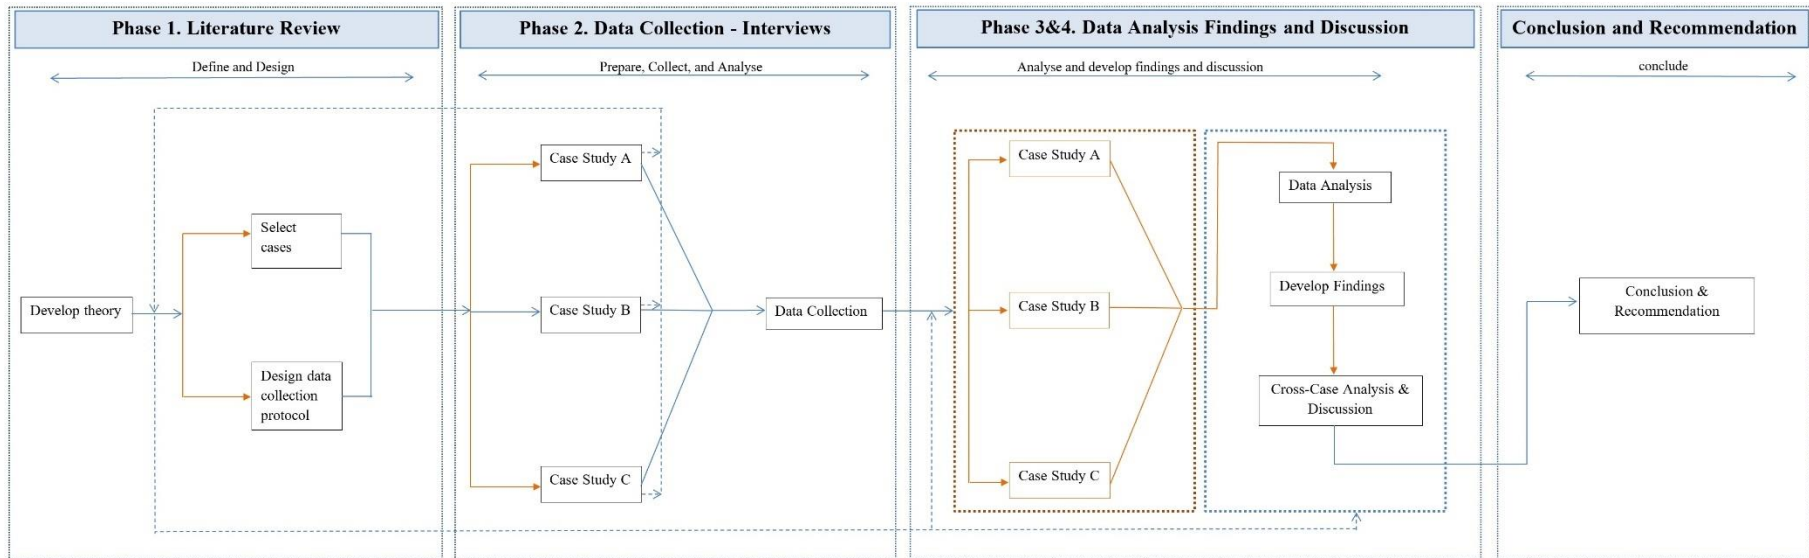 Phase 1. Literature Review
Define and Design
Develop theory
Select
cases
Design data
collection
protocol
Phase 2. Data Collection - Interviews
Prepare, Collect, and Analyse
Case Study A
Case Study B
Case Study C
Data Collection
Phase 3&4. Data Analysis Findings and Discussion
Analyse and develop findings and discussion
Case Study A
Case Study B
Case Study C
Data Analysis
Develop Findings
Cross-Case Analysis &
Discussion
Conclusion and Recommendation
conclude
Conclusion &
Recommendation